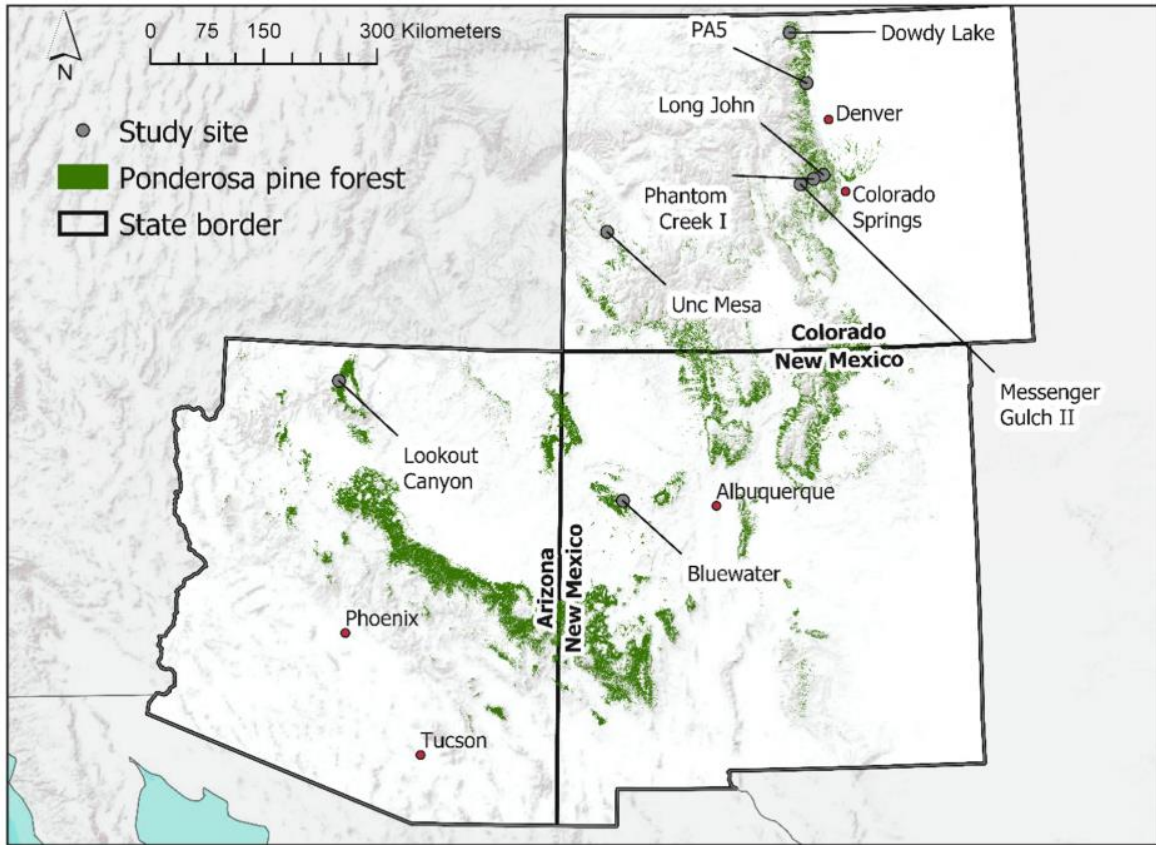 0 75 150 300 Kilometers
N
Study site
Ponderosa pine forest
State border
PA5
Dowdy Lake
Long John
Denver
Phantom
Creek I
Colorado
Springs
Unc Mesa
Colorado
New Mexico
Messenger
Gulch II
Lookout
Canyon
Albuquerque
Bluewater
Arizona
New Mexico
Phoenix
Tucson